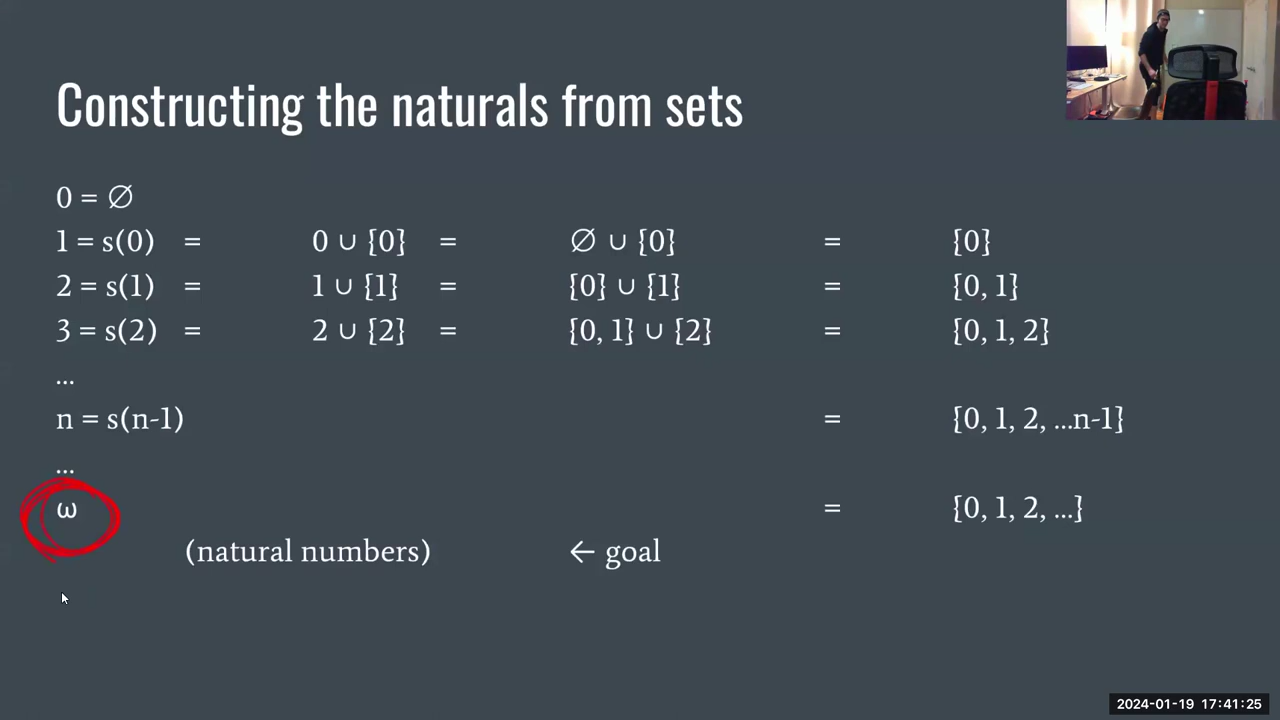 Constructing the naturals from sets
0 = ∅
1 = s(0) = 0 ∪ {0} = ∅ ∪ {0} = {0}
2 = s(1) = 1 ∪ {1} = {0} ∪ {1} = {0, 1}
3 = s(2) = 2 ∪ {2} = {0, 1} ∪ {2} = {0, 1, 2}
...
n = s(n-1) = {0, 1, 2, ...n-1}
...
ω = {0, 1, 2, ...}
(natural numbers) ← goal
2024-01-19 17:41:25